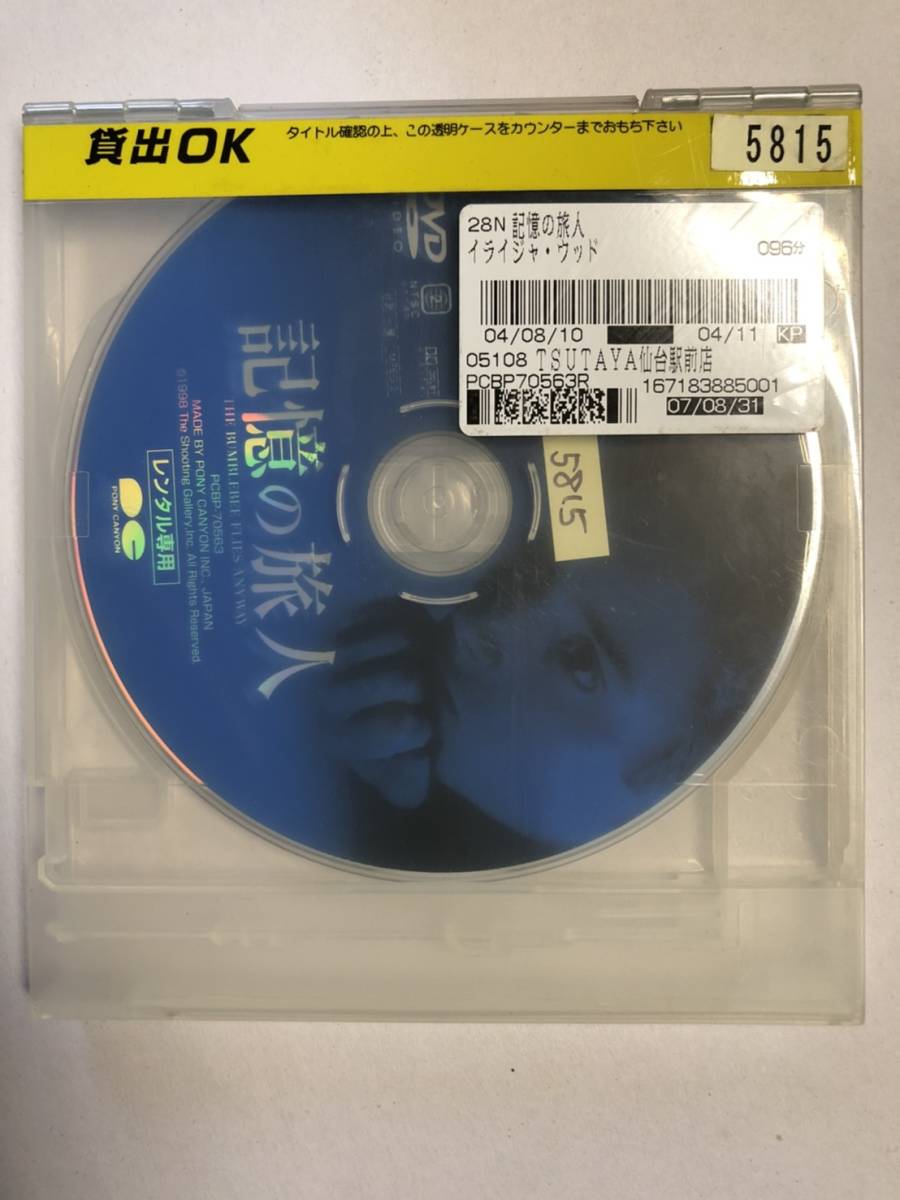 貸出OK
タイトル確認の上、この透明ケースをカウンターまでおもち下さい
5815
28N 記憶の旅人
イライジャ・ウッド
096分
04/08/10 04/11 KP
05108 TSUTAYA仙台駅前店
PCBP70563R 167183885001
07/08/31
5815
DVD
NTSC
2
記憶の旅人
THE BUMBLEBEE FLIES ANYWAY
PCBP-70563
MADE BY PONY CANYON INC., JAPAN
©1998 The Shooting Gallery,Inc. All Rights Reserved.
レンタル専用
PONY CANYON